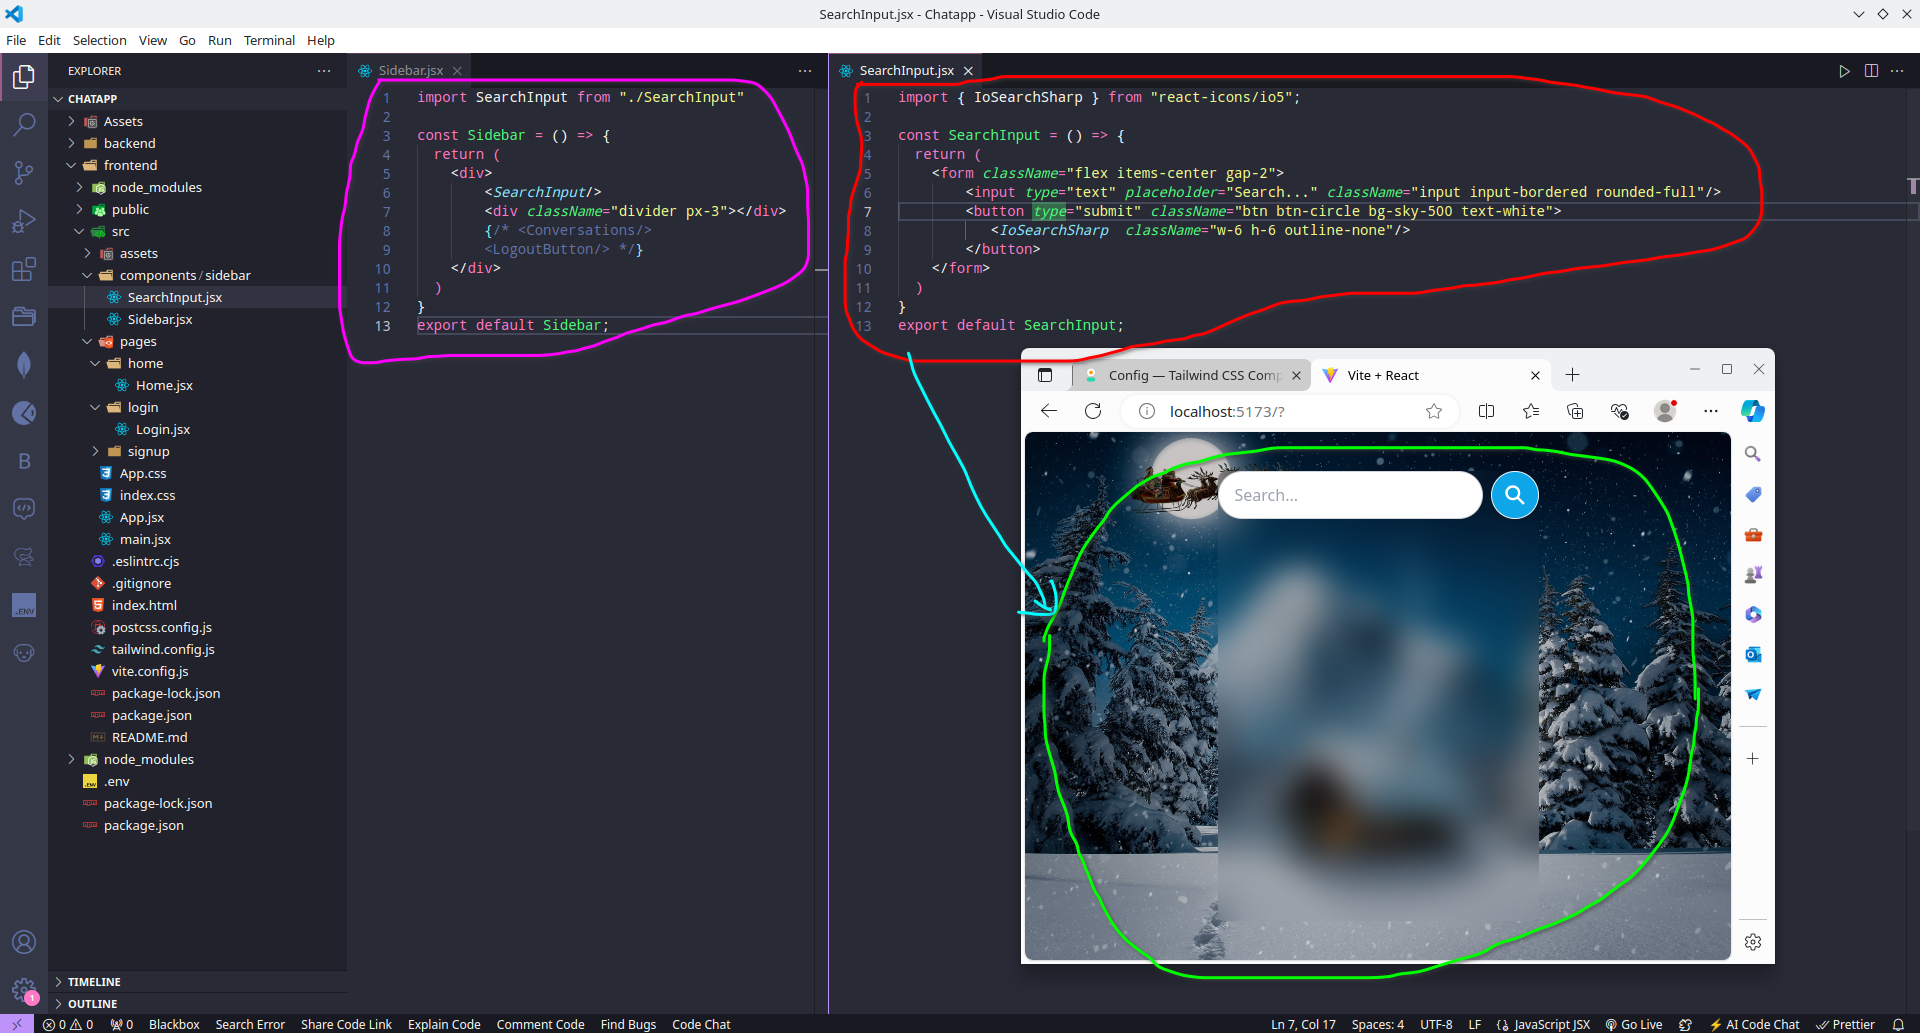 SearchInput.jsx - Chatapp - Visual Studio Code
File Edit Selection View Go Run Terminal Help
EXPLORER
CHATAPP
Assets
backend
frontend
node_modules
public
src
assets
components/sidebar
SearchInput.jsx
Sidebar.jsx
pages
home
Home.jsx
login
Login.jsx
signup
App.css
index.css
App.jsx
main.jsx
.eslintrc.cjs
.gitignore
index.html
postcss.config.js
tailwind.config.js
vite.config.js
package-lock.json
package.json
README.md
node_modules
.env
package-lock.json
package.json
TIMELINE
OUTLINE
B
.ENV
1
Sidebar.jsx
1 import SearchInput from "./SearchInput"
2
3 const Sidebar = () => {
4 return (
5 <div>
6 <SearchInput/>
7 <div className="divider px-3"></div>
8 {/* <Conversations/>
9 <LogoutButton/> */}
10 </div>
11 )
12 }
13 export default Sidebar;
SearchInput.jsx
1 import { IoSearchSharp } from "react-icons/io5";
2
3 const SearchInput = () => {
4 return (
5 <form className="flex items-center gap-2">
6 <input type="text" placeholder="Search..." className="input input-bordered rounded-full"/>
7 <button type="submit" className="btn btn-circle bg-sky-500 text-white">
8 <IoSearchSharp className="w-6 h-6 outline-none"/>
9 </button>
10 </form>
11 )
12 }
13 export default SearchInput;
Config — Tailwind CSS Comp
Vite + React
localhost:5173/?
Search...
0 0 0 Blackbox Search Error Share Code Link Explain Code Comment Code Find Bugs Code Chat Ln 7, Col 17 Spaces: 4 UTF-8 LF JavaScript JSX Go Live AI Code Chat Prettier